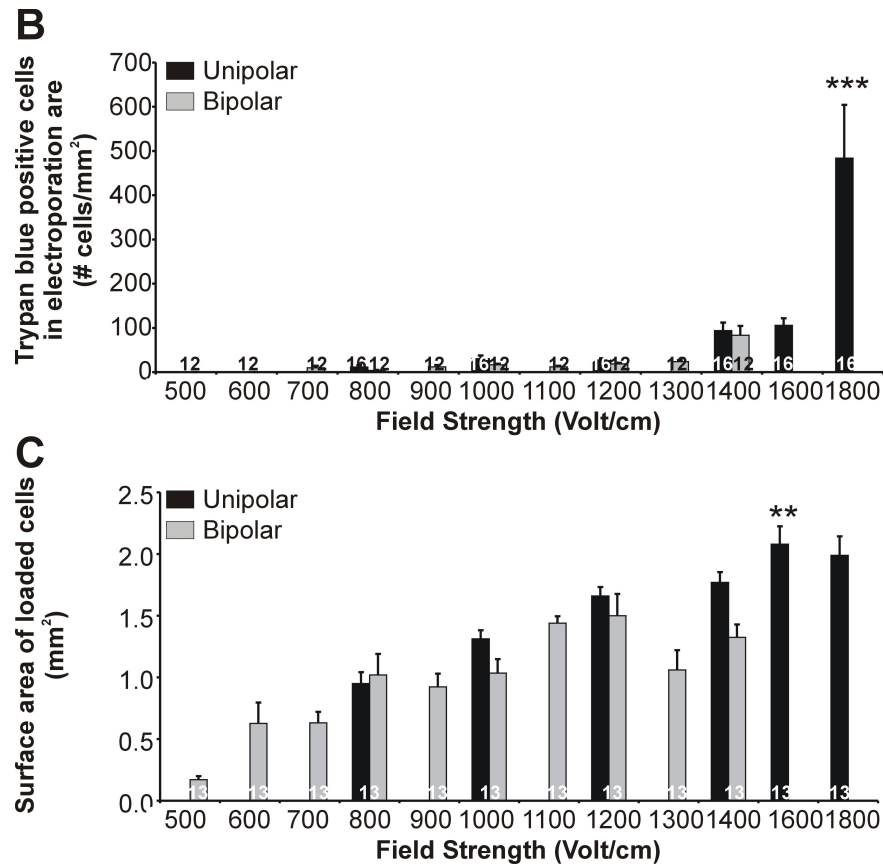 B
700
600
500
400
300
200
100
0
Trypan blue positive cells
in electroporation are
(# cells/mm²)
Unipolar
Bipolar
***
12 12 12 16 12 12 16 12 12 16 12 12 16 12 16 16
500 600 700 800 900 1000 1100 1200 1300 1400 1600 1800
Field Strength (Volt/cm)
C
2.5
2.0
1.5
1.0
0.5
0.0
Surface area of loaded cells
(mm²)
Unipolar
Bipolar
**
13 13 13 13 13 13 13 13 13 13 13 13
500 600 700 800 900 1000 1100 1200 1300 1400 1600 1800
Field Strength (Volt/cm)